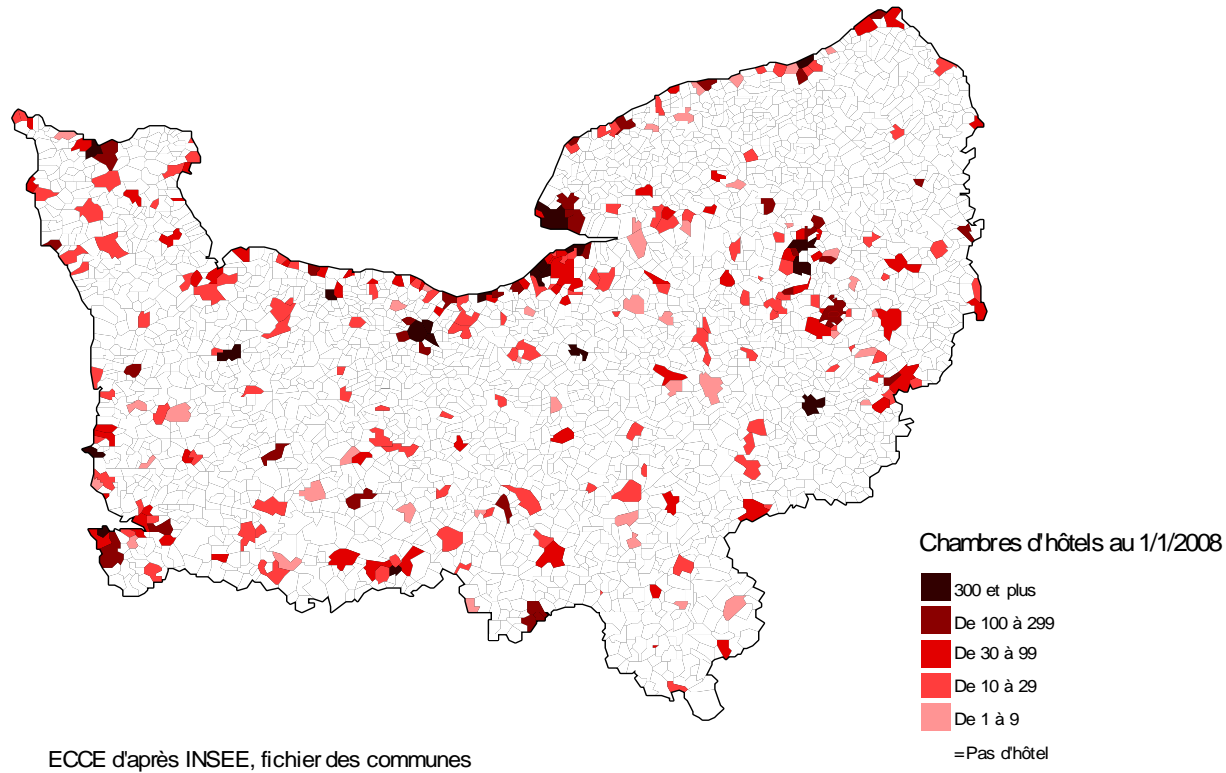 Chambres d'hôtels au 1/1/2008
300 et plus
De 100 à 299
De 30 à 99
De 10 à 29
De 1 à 9
=Pas d'hôtel
ECCE d'après INSEE, fichier des communes